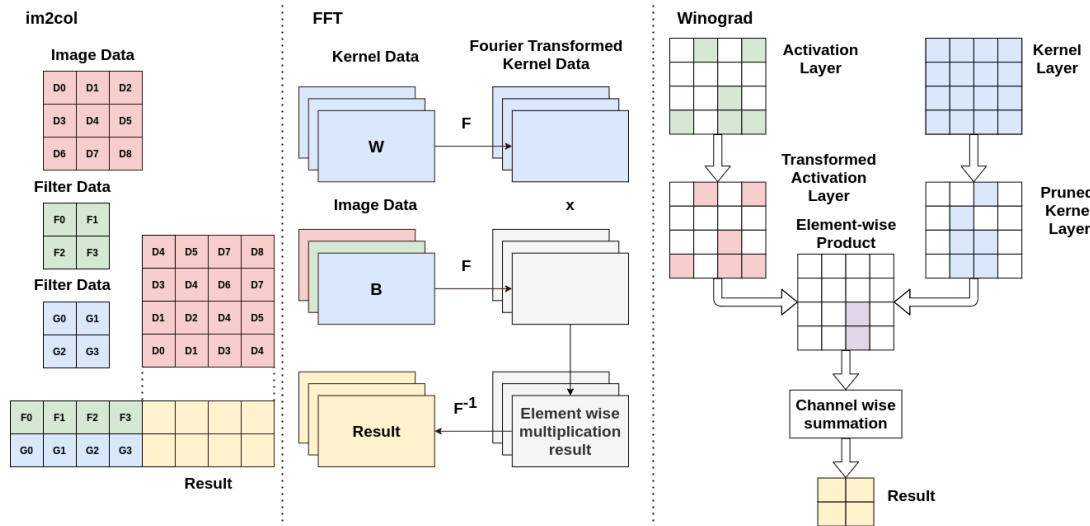 im2col
Image Data
D0 D1 D2
D3 D4 D5
D6 D7 D8
Filter Data
F0 F1
F2 F3
Filter Data
G0 G1
G2 G3
D4 D5 D7 D8
D3 D4 D6 D7
D1 D2 D4 D5
D0 D1 D3 D4
F0 F1 F2 F3
G0 G1 G2 G3
Result
FFT
Kernel Data
Fourier Transformed
Kernel Data
W
F
Image Data
x
B
F
F-1
Result
Element wise
multiplication
result
Winograd
Activation
Layer
Kernel
Layer
Transformed
Activation
Layer
Pruned
Kernel
Layer
Element-wise
Product
Channel wise
summation
Result